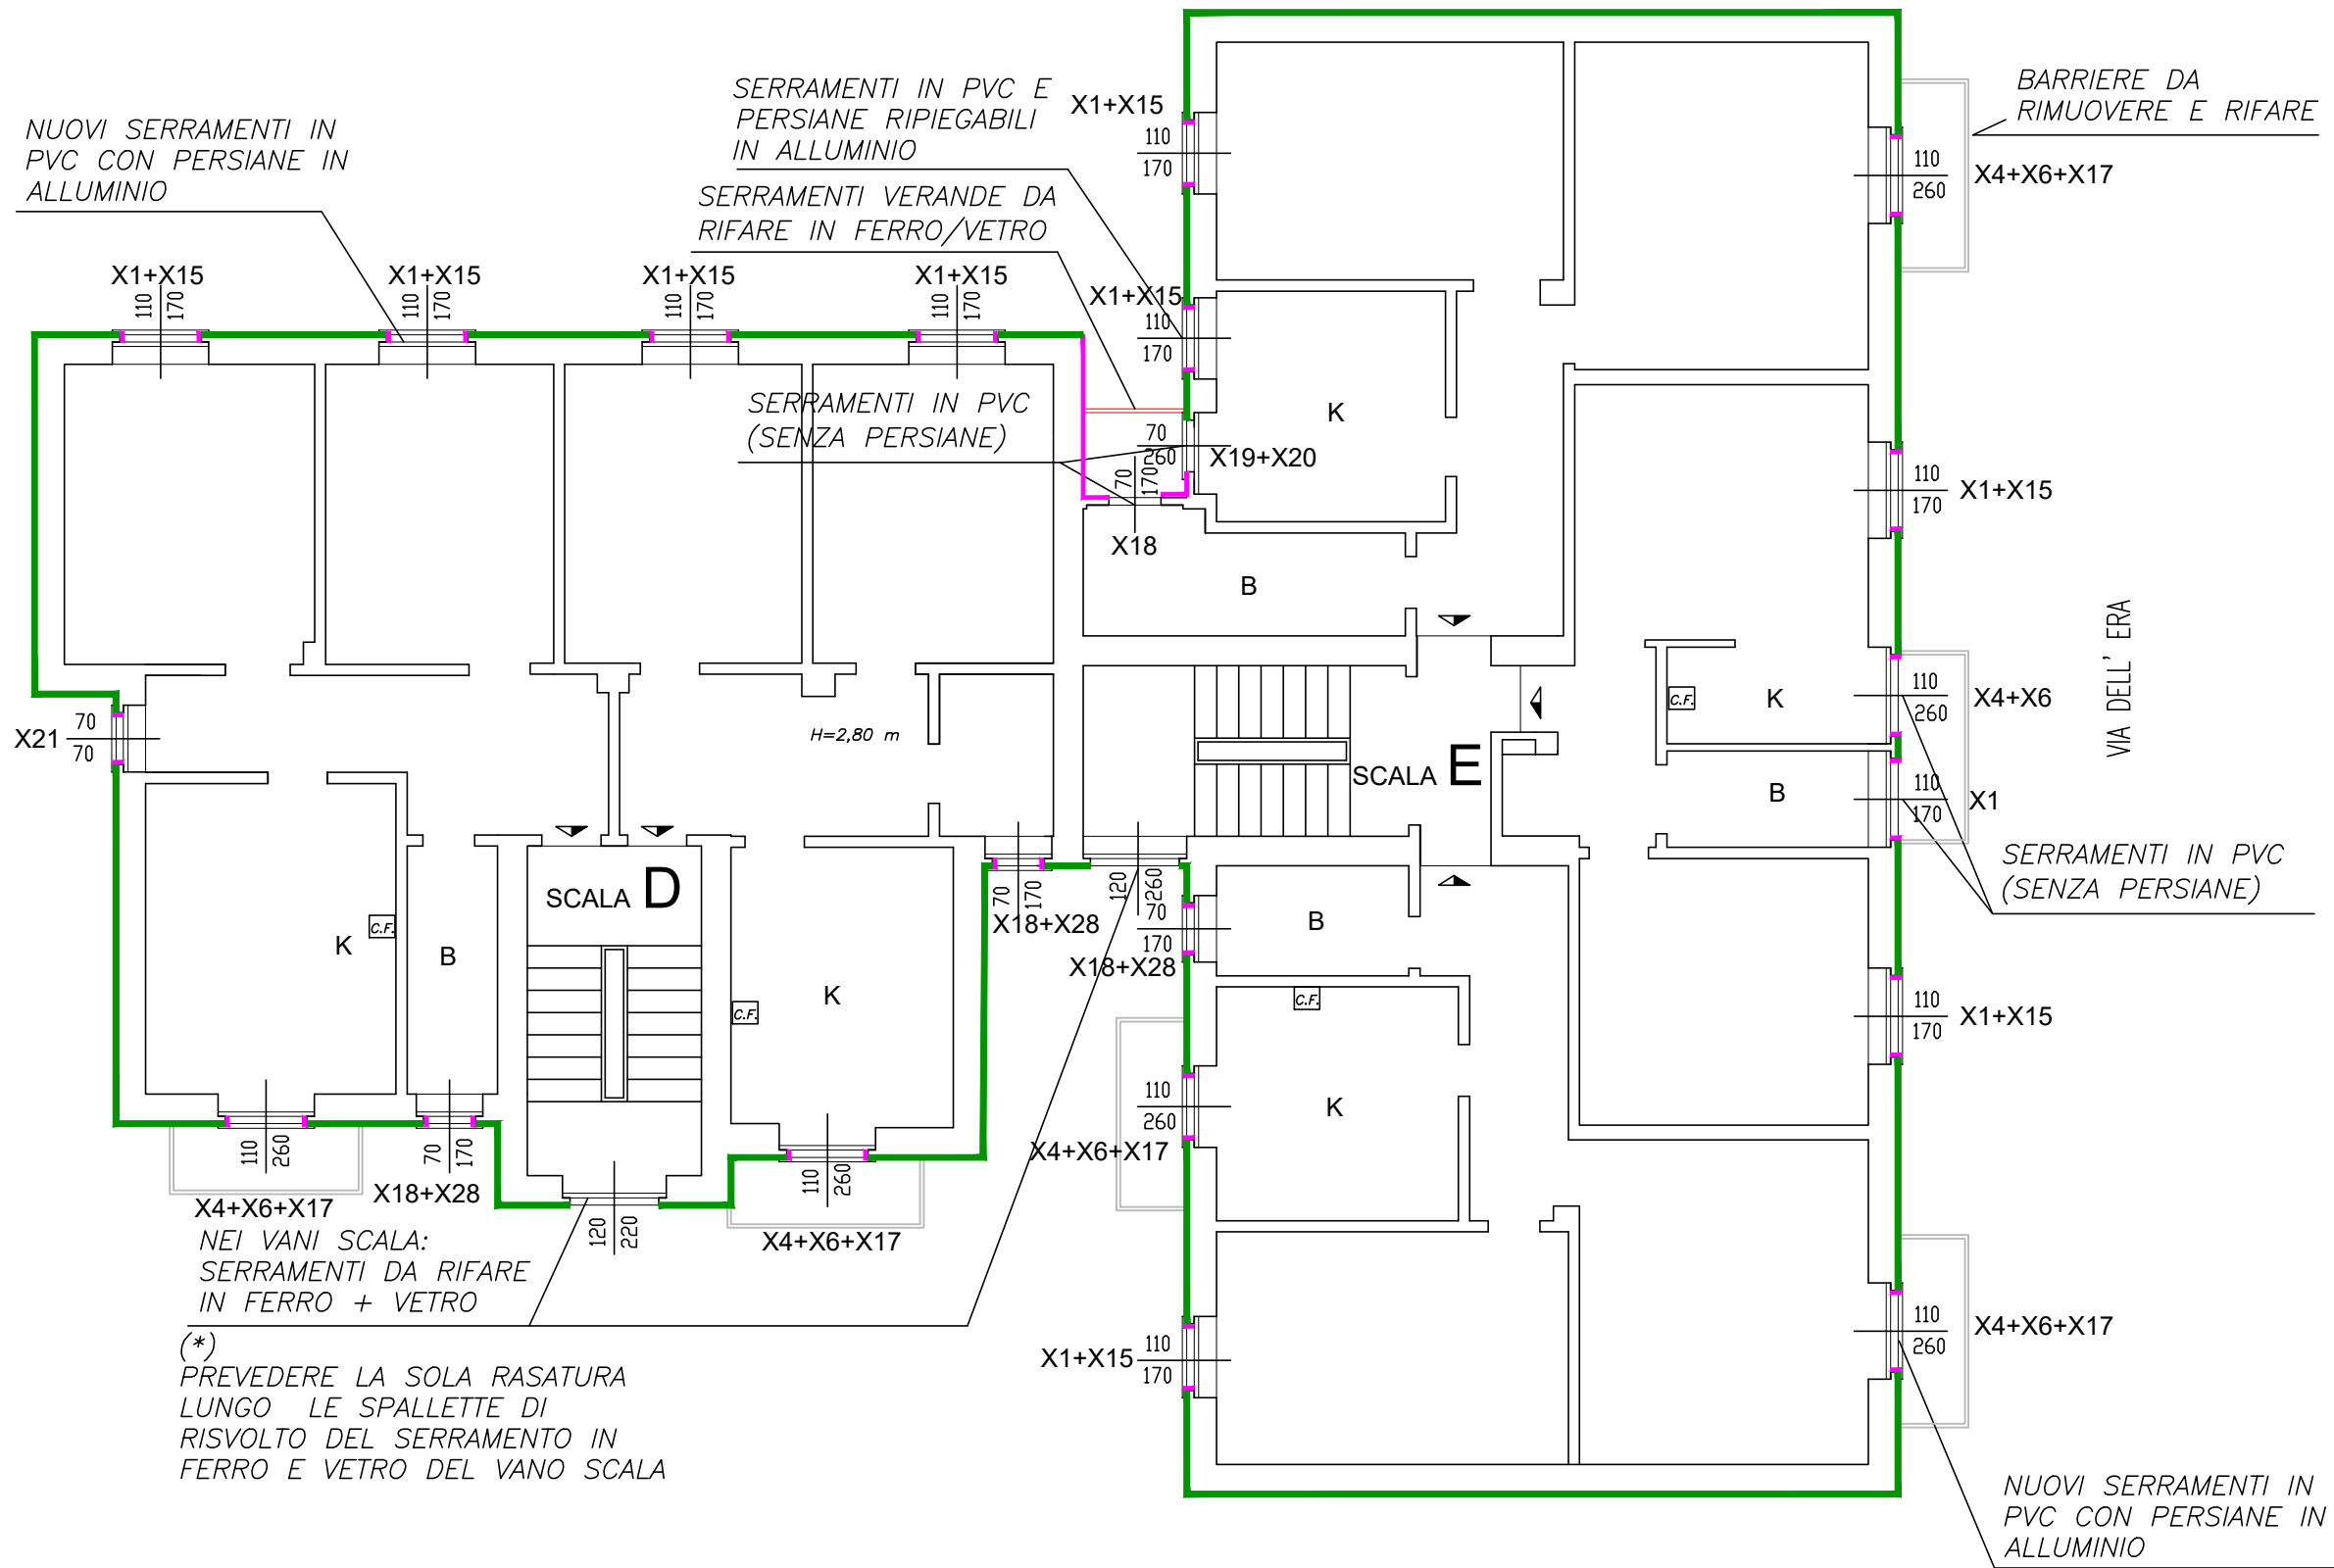 SERRAMENTI IN PVC E
PERSIANE RIPIEGABILI
IN ALLUMINIO
X1+X15
110
170
BARRIERE DA
RIMUOVERE E RIFARE
110
260
X4+X6+X17
NUOVI SERRAMENTI IN
PVC CON PERSIANE IN
ALLUMINIO
SERRAMENTI VERANDE DA
RIFARE IN FERRO/VETRO
X1+X15
110
170
X1+X15
110
170
X1+X15
110
170
X1+X15
110
170
X1+X15
110
170
SERRAMENTI IN PVC
(SENZA PERSIANE)
K
70
260
X19+X20
70
170
X18
110
170
X1+X15
B
VIA DELL' ERA
110
260
X4+X6
C.F.
K
X21
70
70
H=2,80 m
SCALA E
B
110
170
X1
SERRAMENTI IN PVC
(SENZA PERSIANE)
SCALA D
70
170
X18+X28
120
260
70
170
X18+X28
B
C.F.
K
B
C.F.
K
C.F.
110
170
X1+X15
K
110
260
X4+X6+X17
110
260
X4+X6+X17
70
170
X18+X28
110
260
X4+X6+X17
120
220
NEI VANI SCALA:
SERRAMENTI DA RIFARE
IN FERRO + VETRO
(*)
PREVEDERE LA SOLA RASATURA
LUNGO LE SPALLETTE DI
RISVOLTO DEL SERRAMENTO IN
FERRO E VETRO DEL VANO SCALA
X1+X15
110
170
110
260
X4+X6+X17
NUOVI SERRAMENTI IN
PVC CON PERSIANE IN
ALLUMINIO